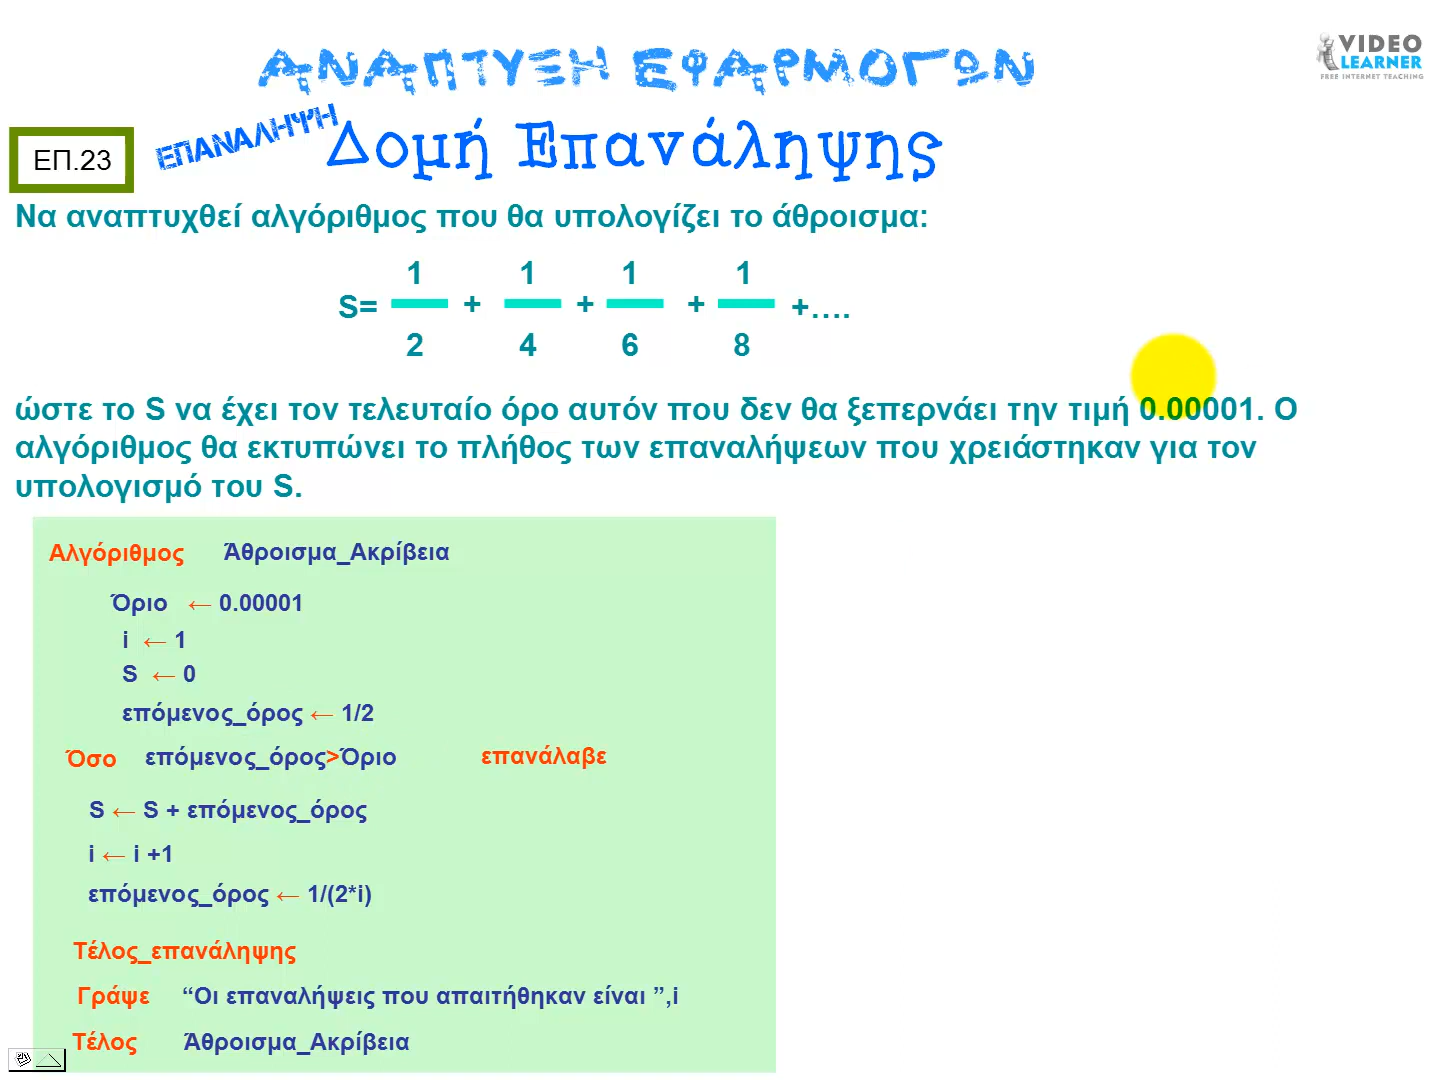 ΑΝΑΠΤΥΞΗ ΕΦΑΡΜΟΓΩΝ
VIDEO
LEARNER
FREE INTERNET TEACHING
ΕΠΑΝΑΛΗΨΗ
Δομή Επανάληψης
ΕΠ.23
Να αναπτυχθεί αλγόριθμος που θα υπολογίζει το άθροισμα:
1 1 1 1
S= + + + +....
2 4 6 8
ώστε το S να έχει τον τελευταίο όρο αυτόν που δεν θα ξεπερνάει την τιμή 0.00001. Ο
αλγόριθμος θα εκτυπώνει το πλήθος των επαναλήψεων που χρειάστηκαν για τον
υπολογισμό του S.
Αλγόριθμος Άθροισμα_Ακρίβεια
Όριο ← 0.00001
i ← 1
S ← 0
επόμενος_όρος ← 1/2
Όσο επόμενος_όρος>Όριο επανάλαβε
S ← S + επόμενος_όρος
i ← i +1
επόμενος_όρος ← 1/(2*i)
Τέλος_επανάληψης
Γράψε “Οι επαναλήψεις που απαιτήθηκαν είναι ”,i
Τέλος Άθροισμα_Ακρίβεια